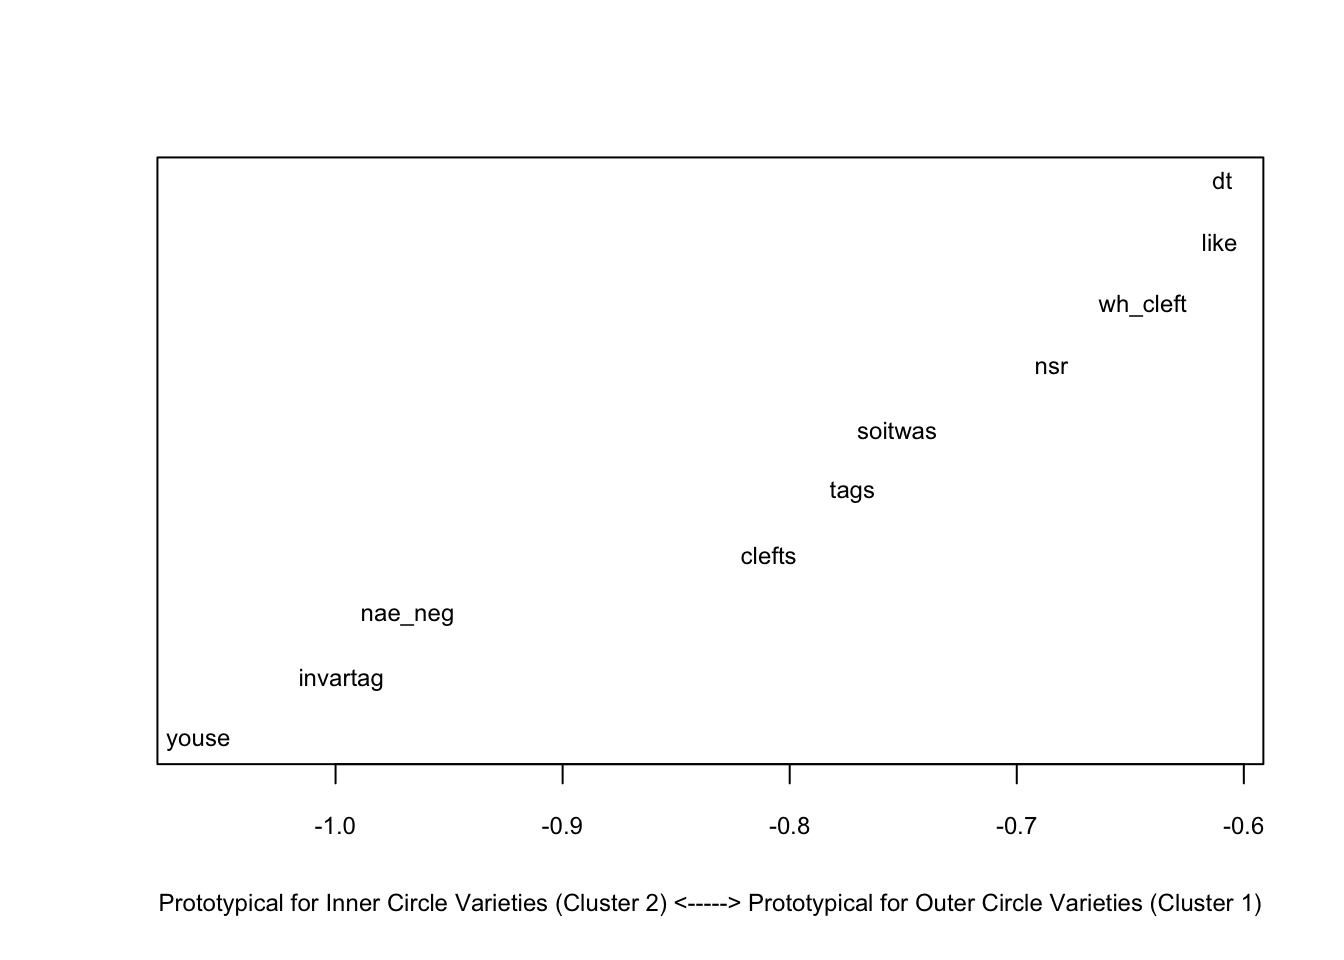 dt
like
wh_cleft
nsr
soitwas
tags
clefts
nae_neg
invartag
youse
-1.0 -0.9 -0.8 -0.7 -0.6
Prototypical for Inner Circle Varieties (Cluster 2) <-----> Prototypical for Outer Circle Varieties (Cluster 1)